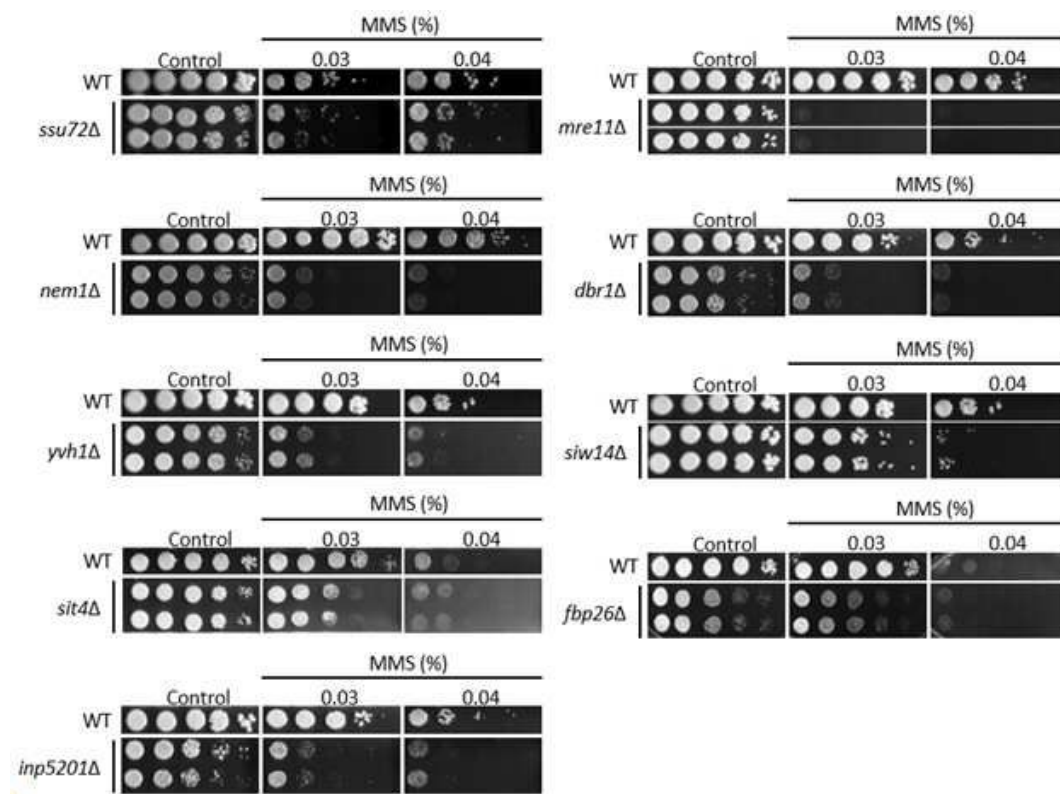 MMS (%)
Control 0.03 0.04
WT
ssu72Δ
MMS (%)
Control 0.03 0.04
WT
nem1Δ
MMS (%)
Control 0.03 0.04
WT
yvh1Δ
MMS (%)
Control 0.03 0.04
WT
sit4Δ
MMS (%)
Control 0.03 0.04
WT
inp5201Δ
MMS (%)
Control 0.03 0.04
WT
mre11Δ
MMS (%)
Control 0.03 0.04
WT
dbr1Δ
MMS (%)
Control 0.03 0.04
WT
siw14Δ
MMS (%)
Control 0.03 0.04
WT
fbp26Δ